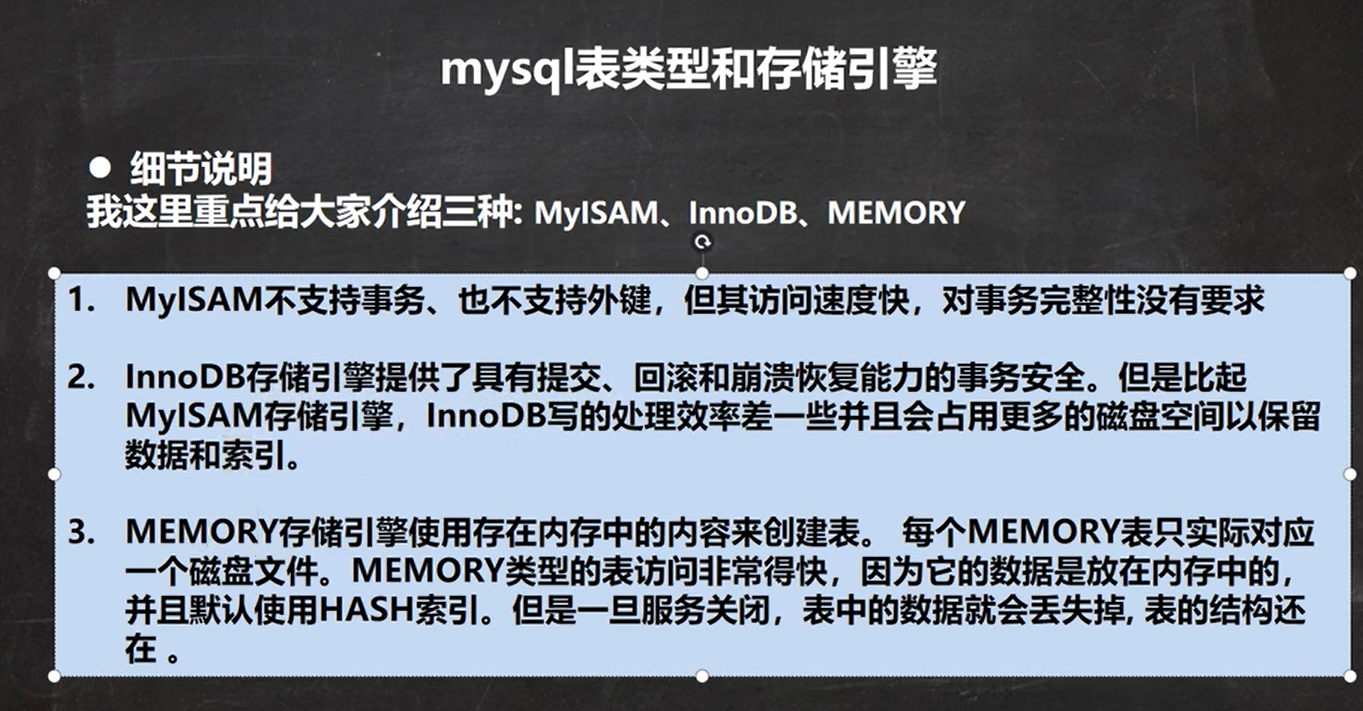 mysql表类型和存储引擎
● 细节说明
我这里重点给大家介绍三种: MyISAM、InnoDB、MEMORY
1. MyISAM不支持事务、也不支持外键，但其访问速度快，对事务完整性没有要求
2. InnoDB存储引擎提供了具有提交、回滚和崩溃恢复能力的事务安全。但是比起
MyISAM存储引擎，InnoDB写的处理效率差一些并且会占用更多的磁盘空间以保留
数据和索引。
3. MEMORY存储引擎使用存在内存中的内容来创建表。 每个MEMORY表只实际对应
一个磁盘文件。MEMORY类型的表访问非常得快，因为它的数据是放在内存中的，
并且默认使用HASH索引。但是一旦服务关闭，表中的数据就会丢失掉, 表的结构还
在 。